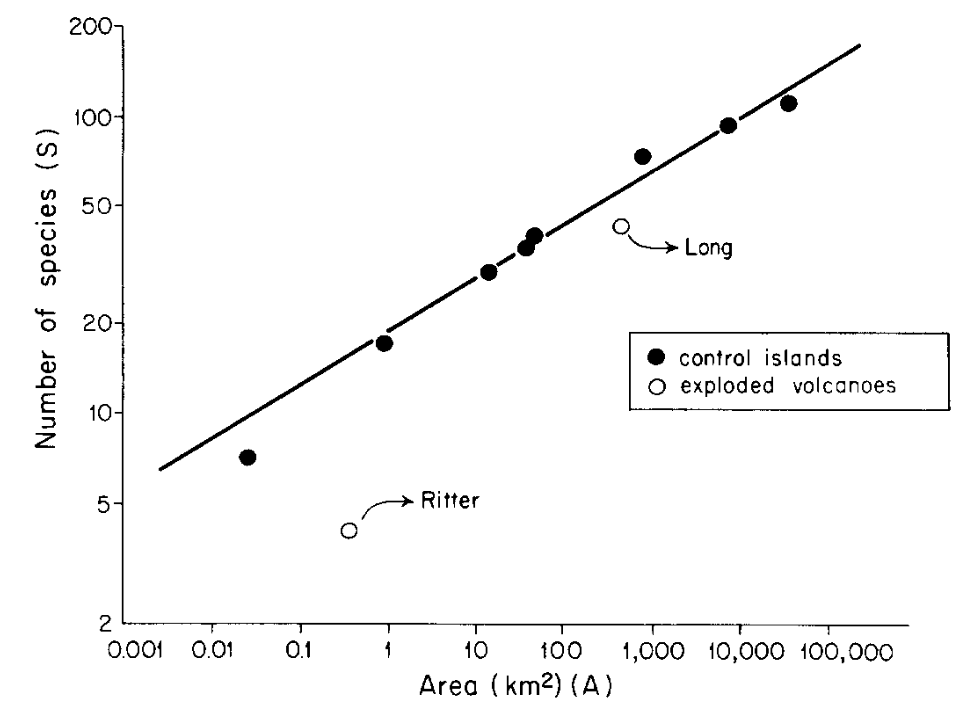 200
100
50
20
10
5
2
Number of species (S)
0.001 0.01 0.1 1 10 100 1,000 10,000 100,000
Area (km²) (A)
Long
Ritter
control islands
exploded volcanoes